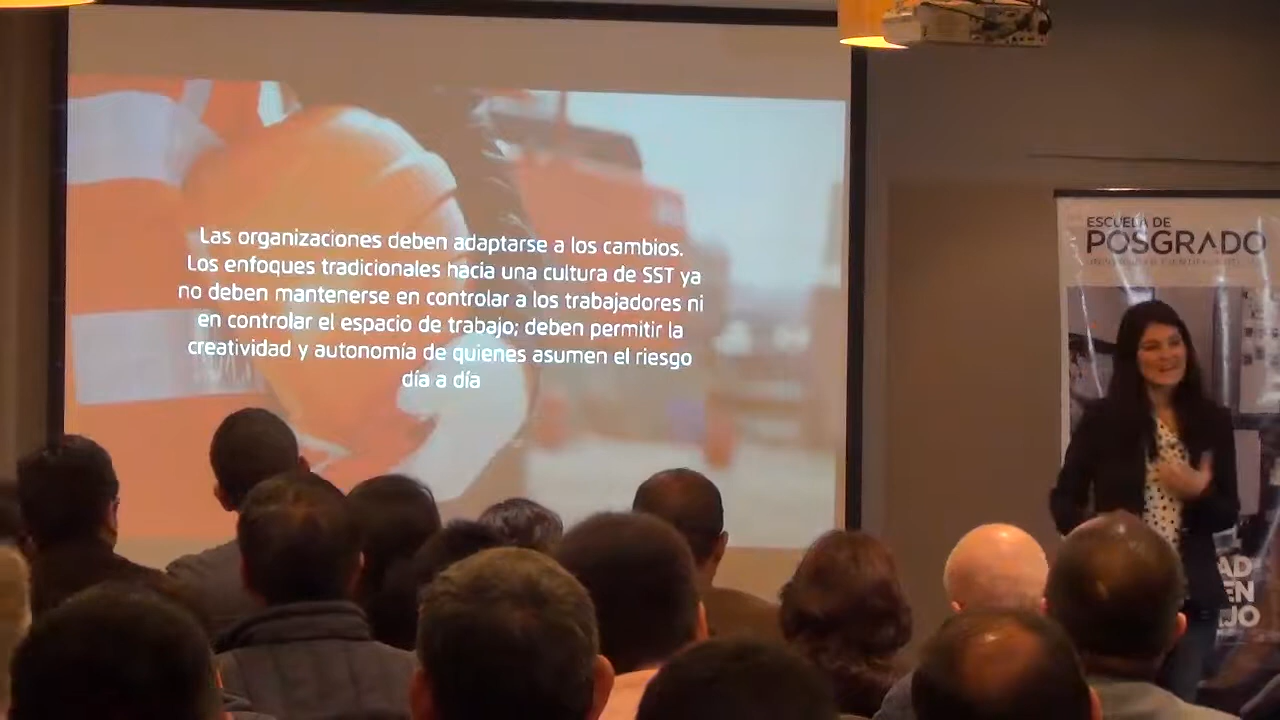 Las organizaciones deben adaptarse a los cambios.
Los enfoques tradicionales hacia una cultura de SST ya
no deben mantenerse en controlar a los trabajadores ni
en controlar el espacio de trabajo; deben permitir la
creatividad y autonomía de quienes asumen el riesgo
día a día
ESCUELA DE
POSGRADO